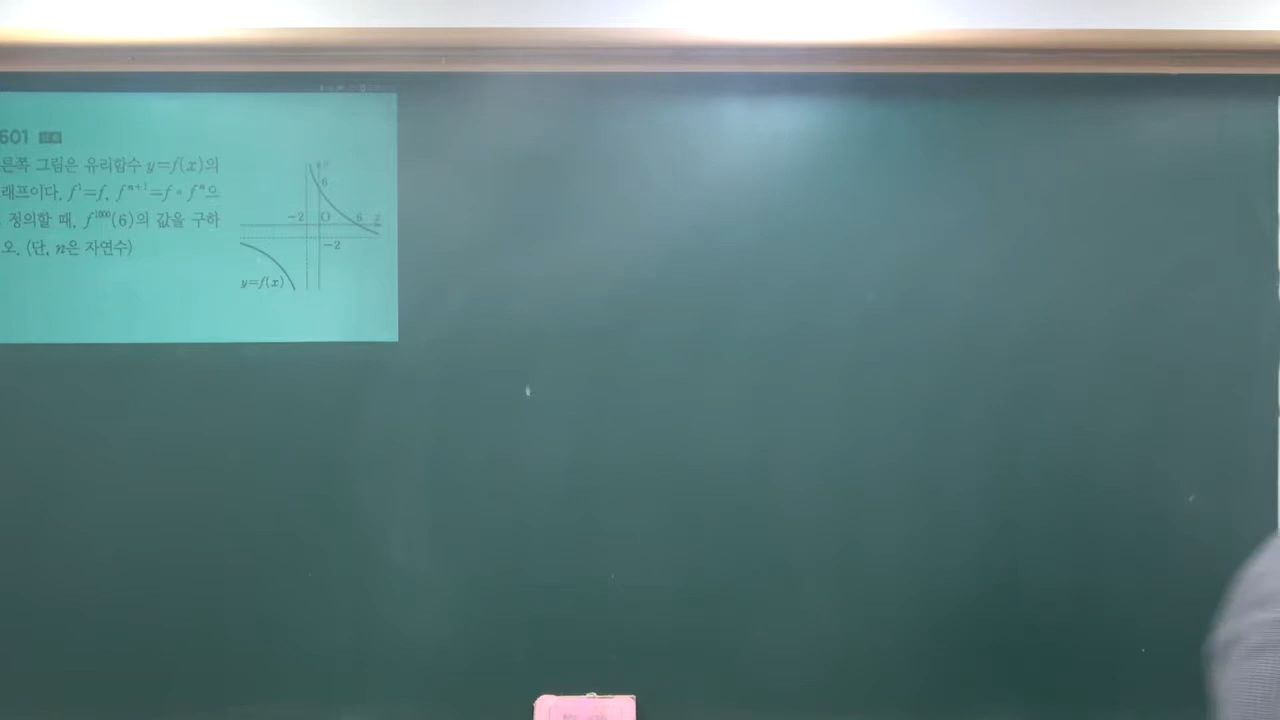 601
른쪽 그림은 유리함수 y=f(x)의
래프이다. f¹=f, fⁿ⁺¹=f∘fⁿ으
정의할 때, f¹⁰⁰⁰(6)의 값을 구하
오. (단, n은 자연수)
y
6
-2 O 6 x
-2
y=f(x)